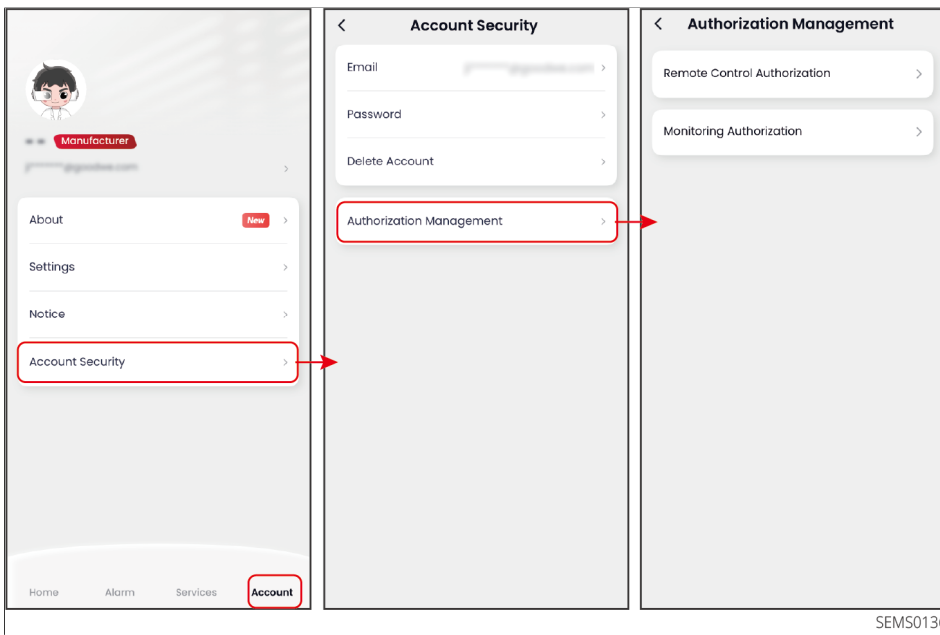 Manufacturer
About
New
Settings
Notice
Account Security
Home Alarm Services Account
Account Security
Email
Password
Delete Account
Authorization Management
Authorization Management
Remote Control Authorization
Monitoring Authorization